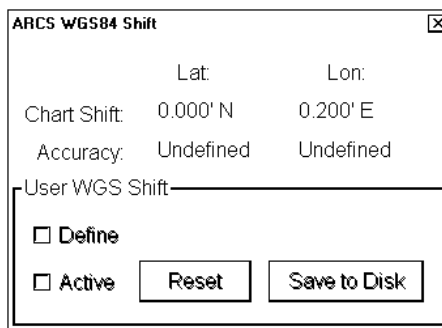 ARCS WGS84 Shift
Lat: Lon:
Chart Shift: 0.000' N 0.200' E
Accuracy: Undefined Undefined
User WGS Shift
Define
Active Reset Save to Disk